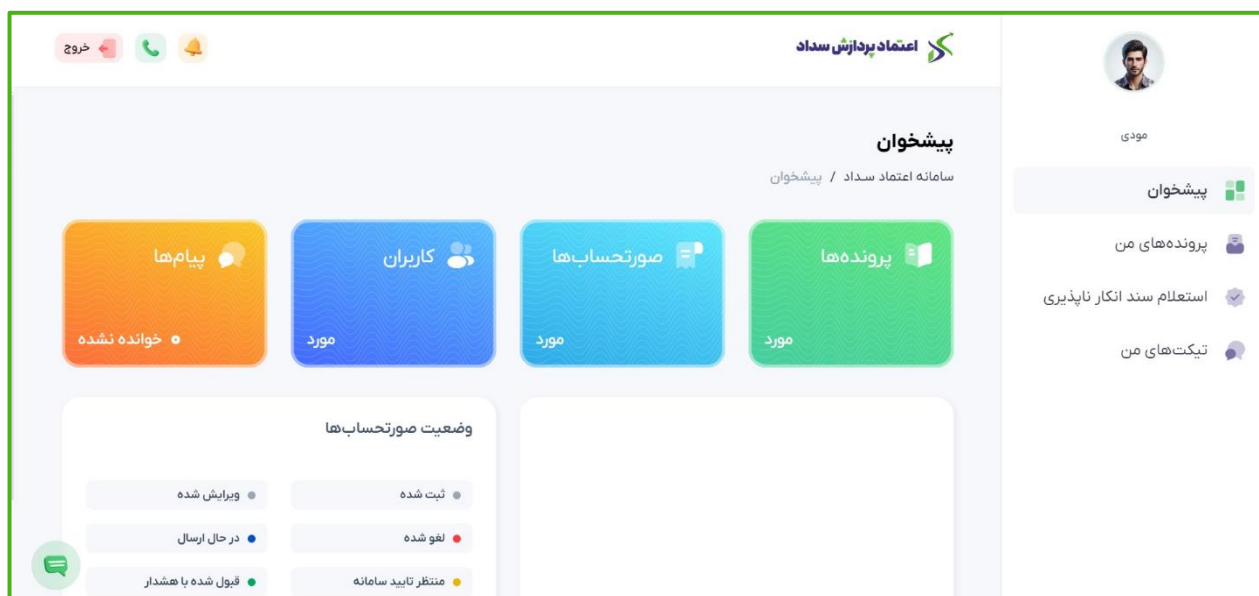 اعتماد پردازش سداد
خروج
مودی
پیشخوان
پرونده‌های من
استعلام سند انکار ناپذیری
تیکت‌های من
پیشخوان
سامانه اعتماد سداد / پیشخوان
پرونده‌ها
مورد
صورتحساب‌ها
مورد
کاربران
مورد
پیام‌ها
۰ خوانده نشده
وضعیت صورتحساب‌ها
ثبت شده
ویرایش شده
لغو شده
در حال ارسال
منتظر تایید سامانه
قبول شده با هشدار